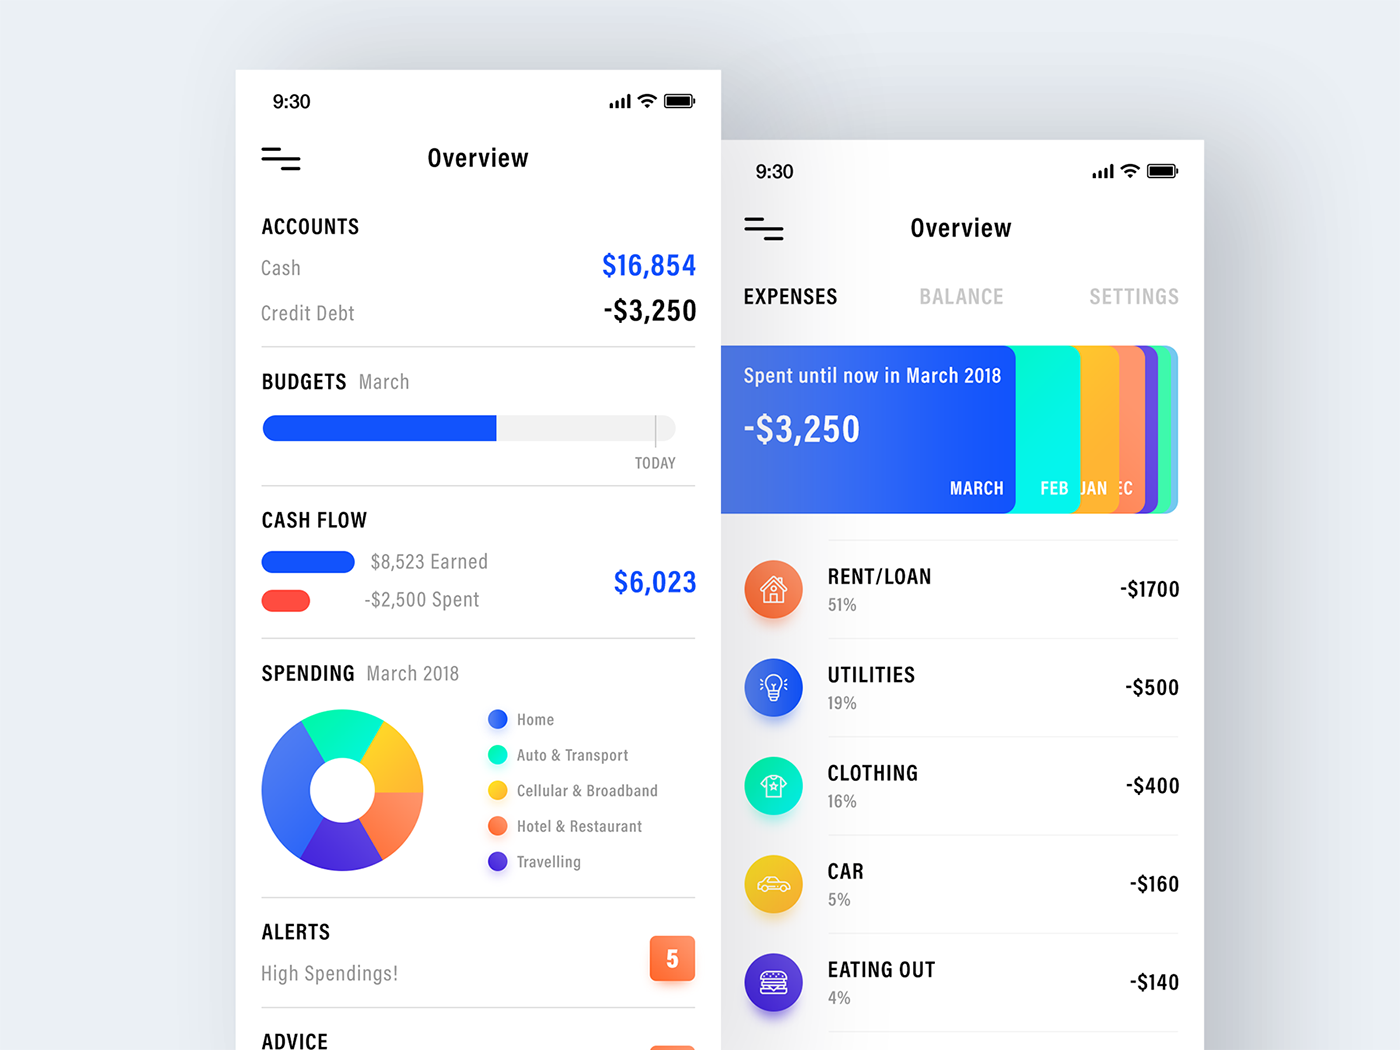 9:30
Overview
ACCOUNTS
Cash $16,854
Credit Debt -$3,250
BUDGETS March
TODAY
CASH FLOW
$8,523 Earned
$6,023
-$2,500 Spent
SPENDING March 2018
Home
Auto & Transport
Cellular & Broadband
Hotel & Restaurant
Travelling
ALERTS
High Spendings!
5
ADVICE
9:30
Overview
EXPENSES BALANCE SETTINGS
Spent until now in March 2018
-$3,250
MARCH FEB JAN EC
RENT/LOAN
51%
-$1700
UTILITIES
19%
-$500
CLOTHING
16%
-$400
CAR
5%
-$160
EATING OUT
4%
-$140